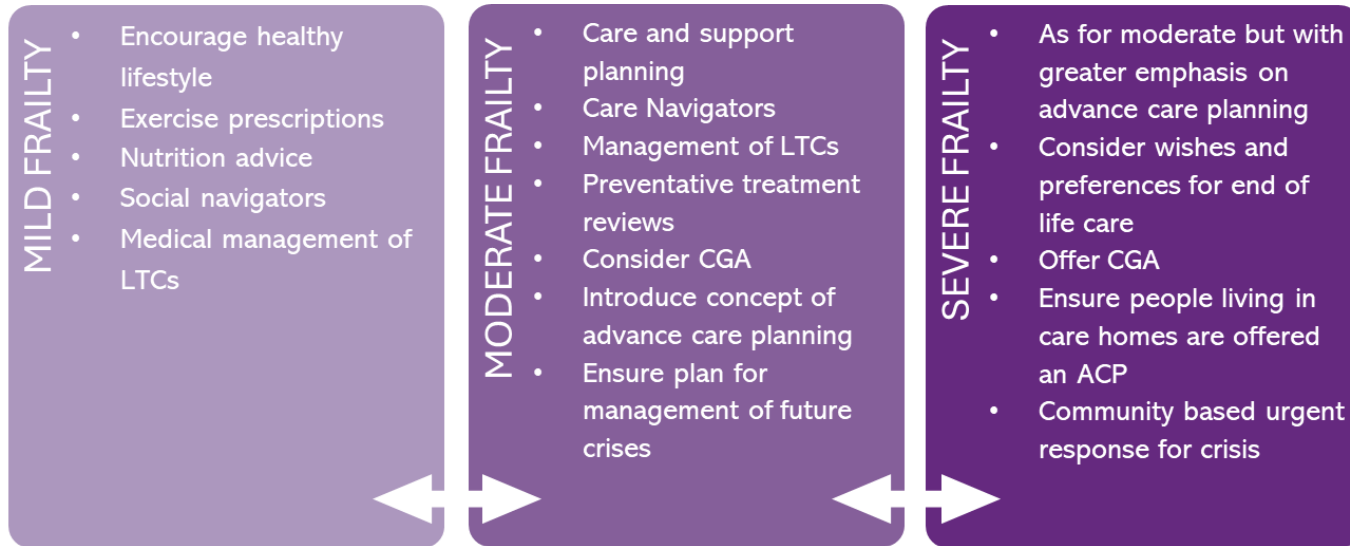 MILD FRAILTY
• Encourage healthy
lifestyle
• Exercise prescriptions
• Nutrition advice
• Social navigators
• Medical management of
LTCs
MODERATE FRAILTY
• Care and support
planning
• Care Navigators
• Management of LTCs
• Preventative treatment
reviews
• Consider CGA
• Introduce concept of
advance care planning
• Ensure plan for
management of future
crises
SEVERE FRAILTY
• As for moderate but with
greater emphasis on
advance care planning
• Consider wishes and
preferences for end of
life care
• Offer CGA
• Ensure people living in
care homes are offered
an ACP
• Community based urgent
response for crisis